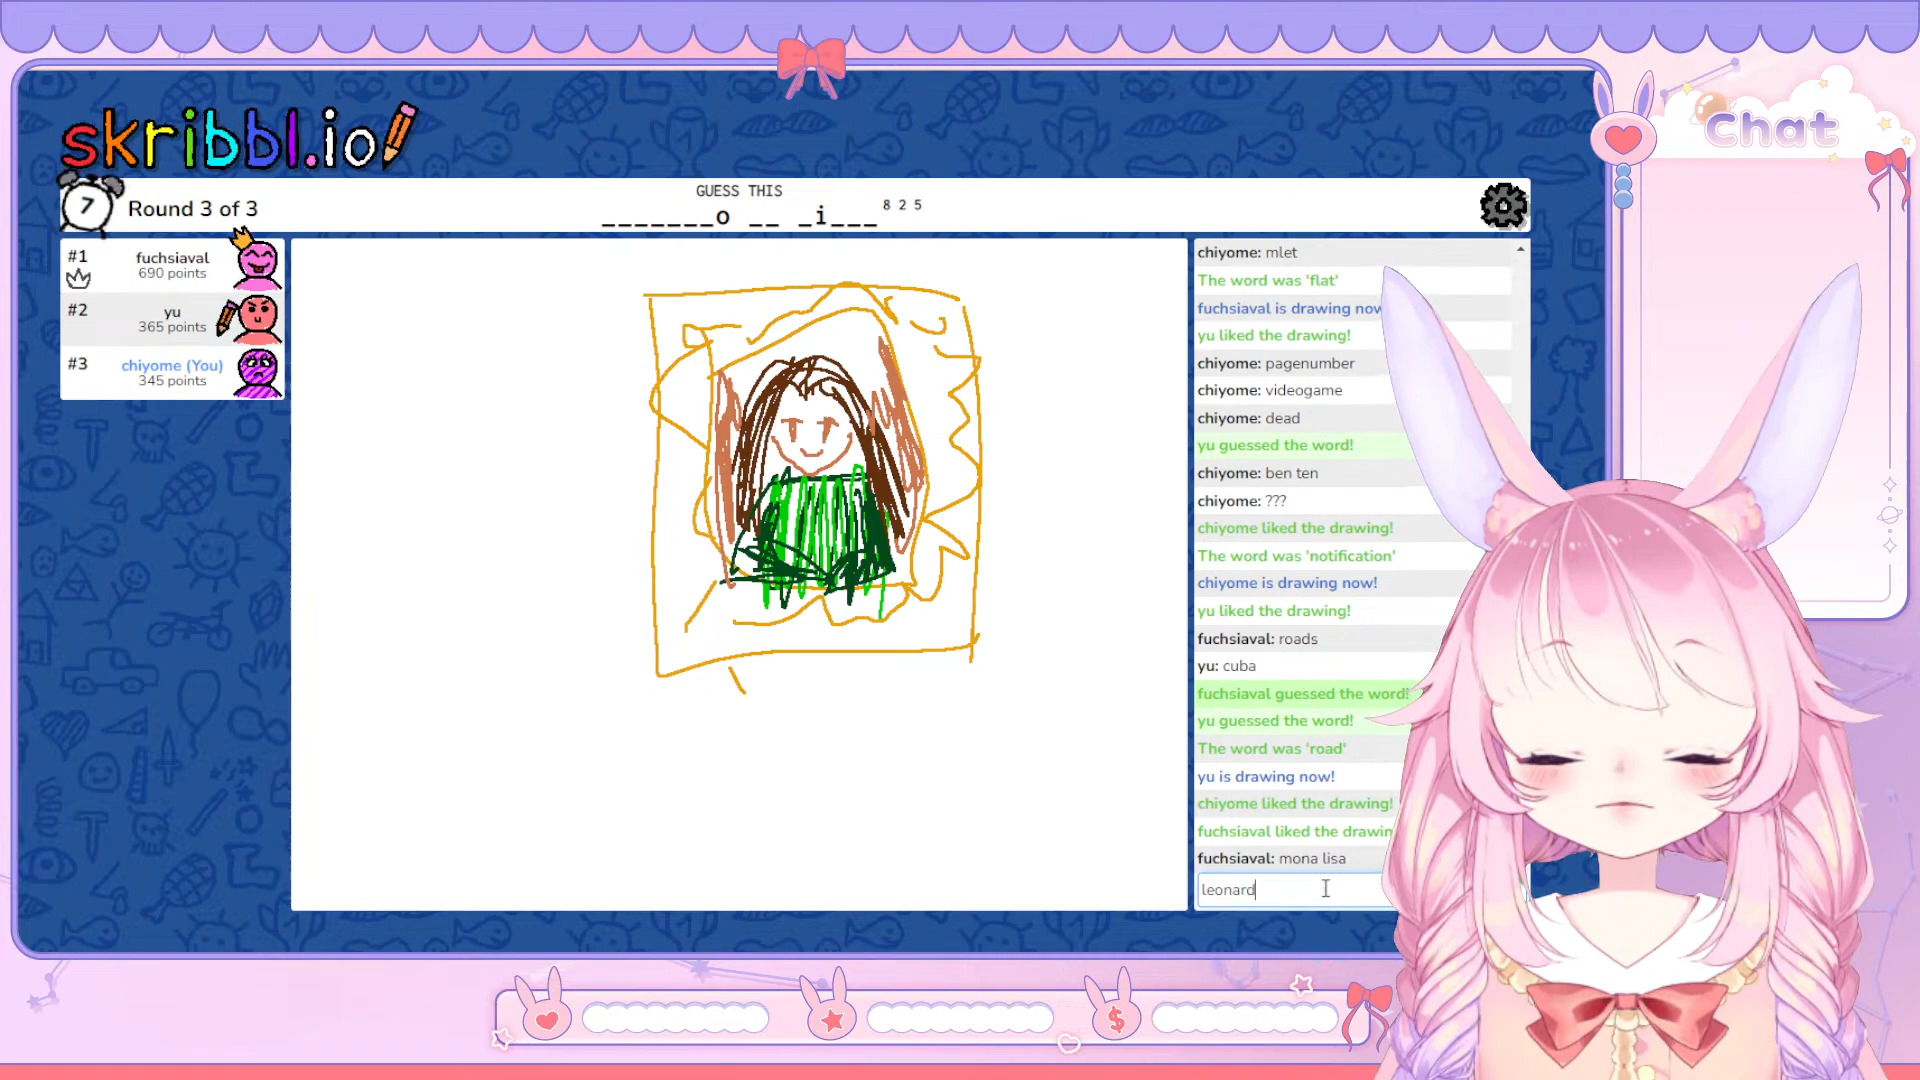 skribbl.io
Chat
7
Round 3 of 3
GUESS THIS
_______o __ _i___ 8 2 5
#1
fuchsiaval
690 points
#2
yu
365 points
#3
chiyome (You)
345 points
chiyome: mlet
The word was 'flat'
fuchsiaval is drawing now
yu liked the drawing!
chiyome: pagenumber
chiyome: videogame
chiyome: dead
yu guessed the word!
chiyome: ben ten
chiyome: ???
chiyome liked the drawing!
The word was 'notification'
chiyome is drawing now!
yu liked the drawing!
fuchsiaval: roads
yu: cuba
fuchsiaval guessed the word!
yu guessed the word!
The word was 'road'
yu is drawing now!
chiyome liked the drawing!
fuchsiaval liked the drawin
fuchsiaval: mona lisa
leonard
$